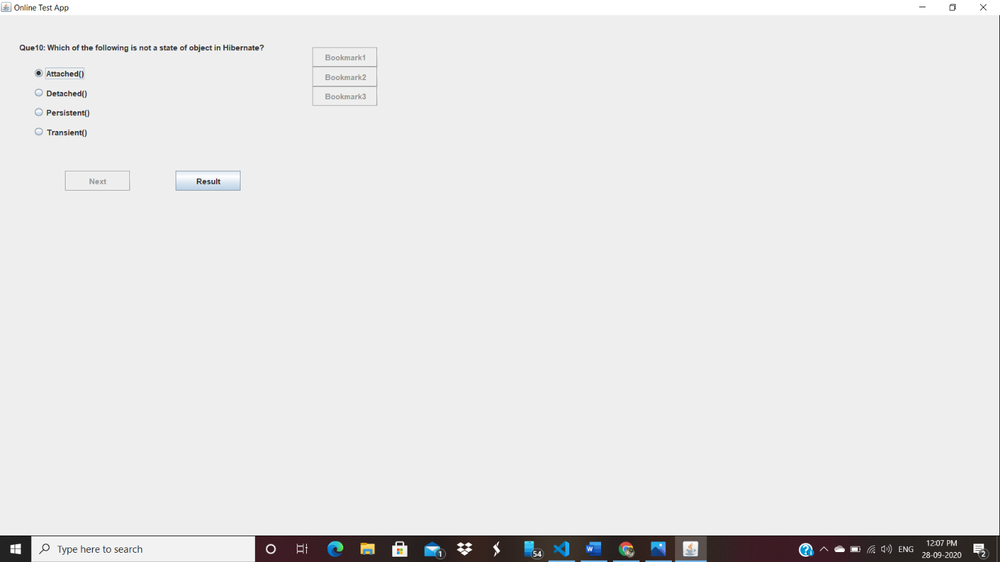 Online Test App
Que10: Which of the following is not a state of object in Hibernate?
Attached()
Detached()
Persistent()
Transient()
Bookmark1
Bookmark2
Bookmark3
Next
Result
Type here to search
1
54
W
ENG
12:07 PM
28-09-2020
2